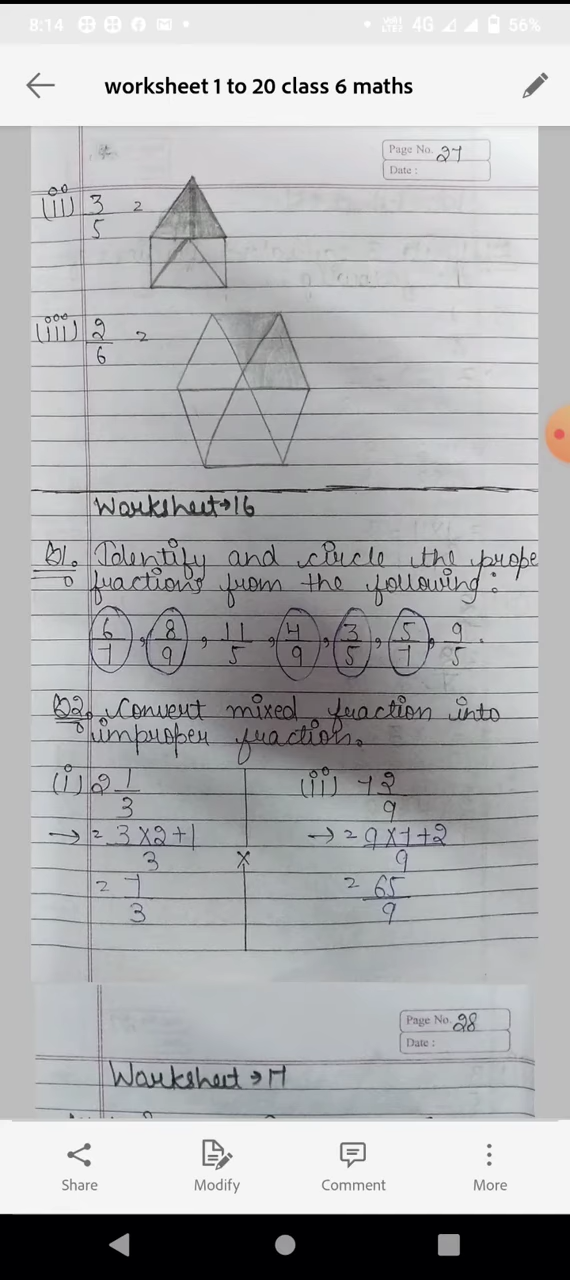 8:14
4G 56%
worksheet 1 to 20 class 6 maths
Page No. 27
Date :
(ii) 3/5 =
(iii) 2/6 =
Worksheet→16
Q1. Identify and circle the prope
fractions from the following:
6/7, 8/9, 11/5, 4/9, 3/5, 5/7, 9/5.
Q2. Convert mixed fraction into
improper fraction.
(i) 2 1/3 (ii) 7 2/9
→ = 3×2+1/3 → = 9×7+2/9
= 7/3 = 65/9
Page No. 28
Date :
Worksheet→17
Share Modify Comment More